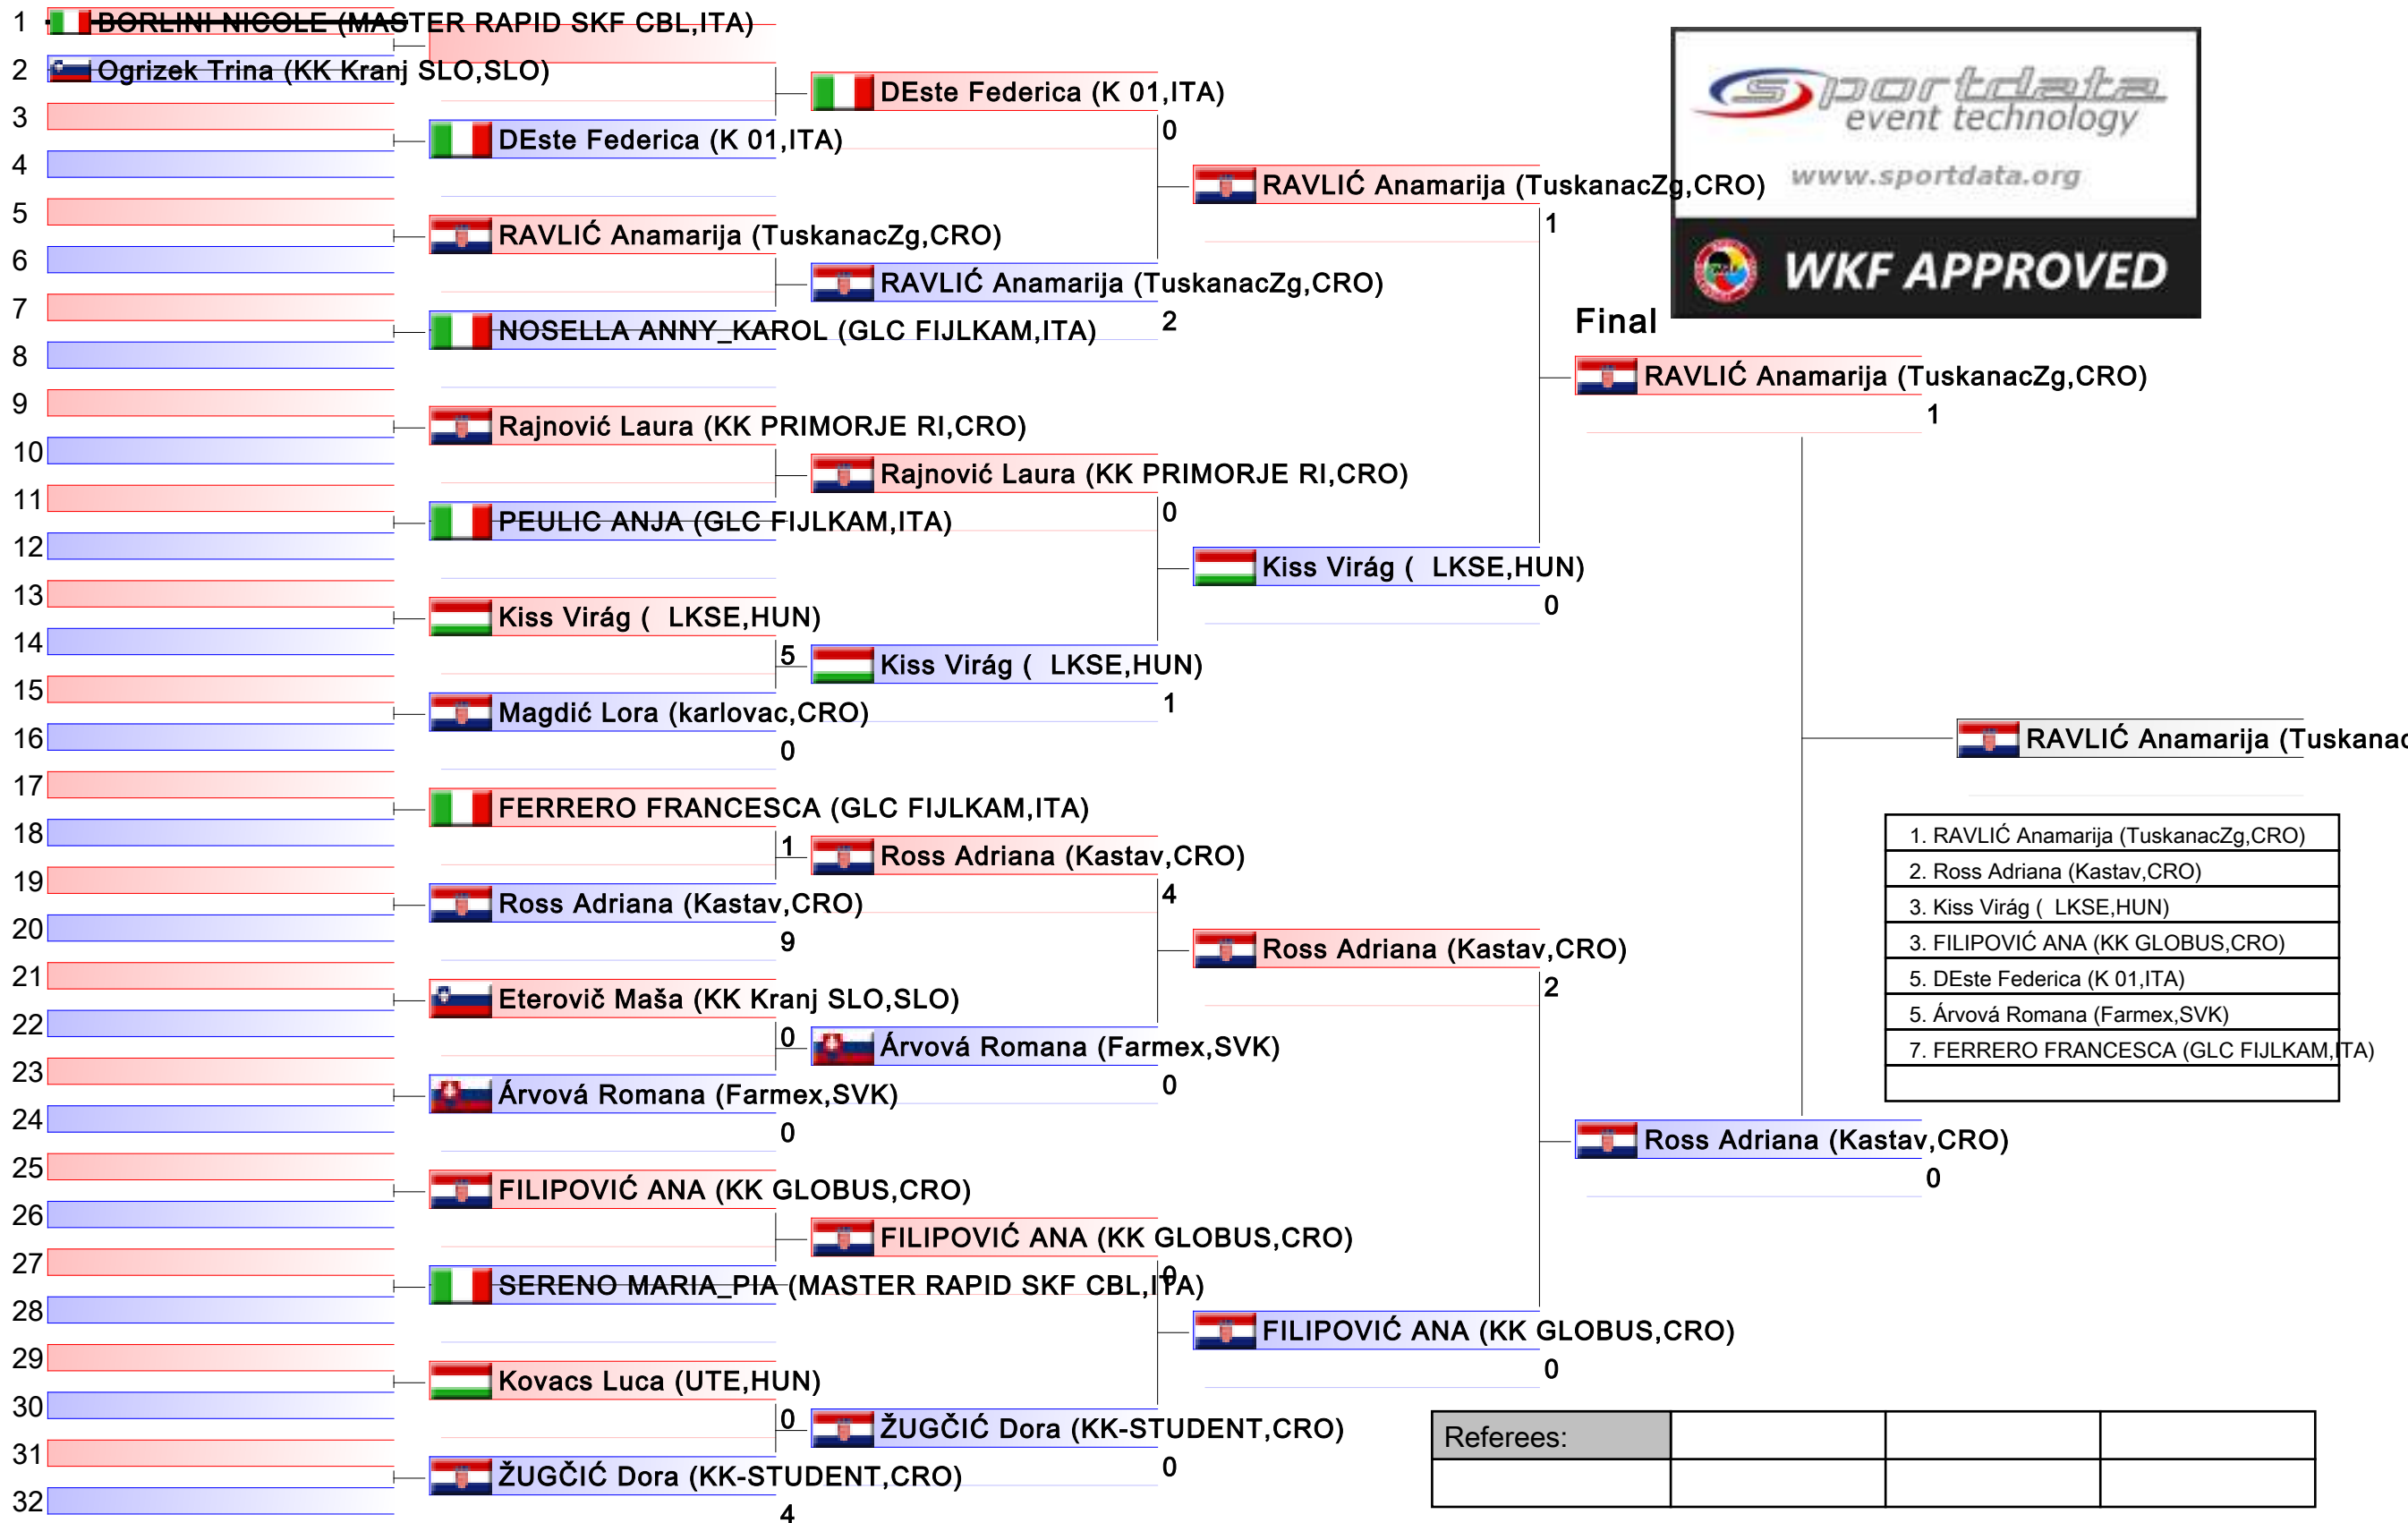 1 BORLINI NICOLE (MASTER RAPID SKF CBL,ITA)
2 Ogrizek Trina (KK Kranj SLO,SLO)
3
4
5
6
7
8
9
10
11
12
13
14
15
16
17
18
19
20
21
22
23
24
25
26
27
28
29
30
31
32
DEste Federica (K 01,ITA)
RAVLIĆ Anamarija (TuskanacZg,CRO)
NOSELLA ANNY_KAROL (GLC FIJLKAM,ITA)
Rajnović Laura (KK PRIMORJE RI,CRO)
PEULIC ANJA (GLC FIJLKAM,ITA)
Kiss Virág ( LKSE,HUN)
5
Magdić Lora (karlovac,CRO)
0
FERRERO FRANCESCA (GLC FIJLKAM,ITA)
1
Ross Adriana (Kastav,CRO)
9
Eterovič Maša (KK Kranj SLO,SLO)
0
Árvová Romana (Farmex,SVK)
0
FILIPOVIĆ ANA (KK GLOBUS,CRO)
SERENO MARIA_PIA (MASTER RAPID SKF CBL,ITA)
Kovacs Luca (UTE,HUN)
0
ŽUGČIĆ Dora (KK-STUDENT,CRO)
4
DEste Federica (K 01,ITA)
0
RAVLIĆ Anamarija (TuskanacZg,CRO)
2
Rajnović Laura (KK PRIMORJE RI,CRO)
0
Kiss Virág ( LKSE,HUN)
1
Ross Adriana (Kastav,CRO)
4
Árvová Romana (Farmex,SVK)
0
FILIPOVIĆ ANA (KK GLOBUS,CRO)
0
ŽUGČIĆ Dora (KK-STUDENT,CRO)
0
RAVLIĆ Anamarija (TuskanacZg,CRO)
1
Kiss Virág ( LKSE,HUN)
0
Ross Adriana (Kastav,CRO)
2
FILIPOVIĆ ANA (KK GLOBUS,CRO)
0
sportdata
event technology
www.sportdata.org
WKF APPROVED
Final
RAVLIĆ Anamarija (TuskanacZg,CRO)
1
Ross Adriana (Kastav,CRO)
0
RAVLIĆ Anamarija (Tuskanac
1. RAVLIĆ Anamarija (TuskanacZg,CRO)
2. Ross Adriana (Kastav,CRO)
3. Kiss Virág ( LKSE,HUN)
3. FILIPOVIĆ ANA (KK GLOBUS,CRO)
5. DEste Federica (K 01,ITA)
5. Árvová Romana (Farmex,SVK)
7. FERRERO FRANCESCA (GLC FIJLKAM,ITA)
Referees: